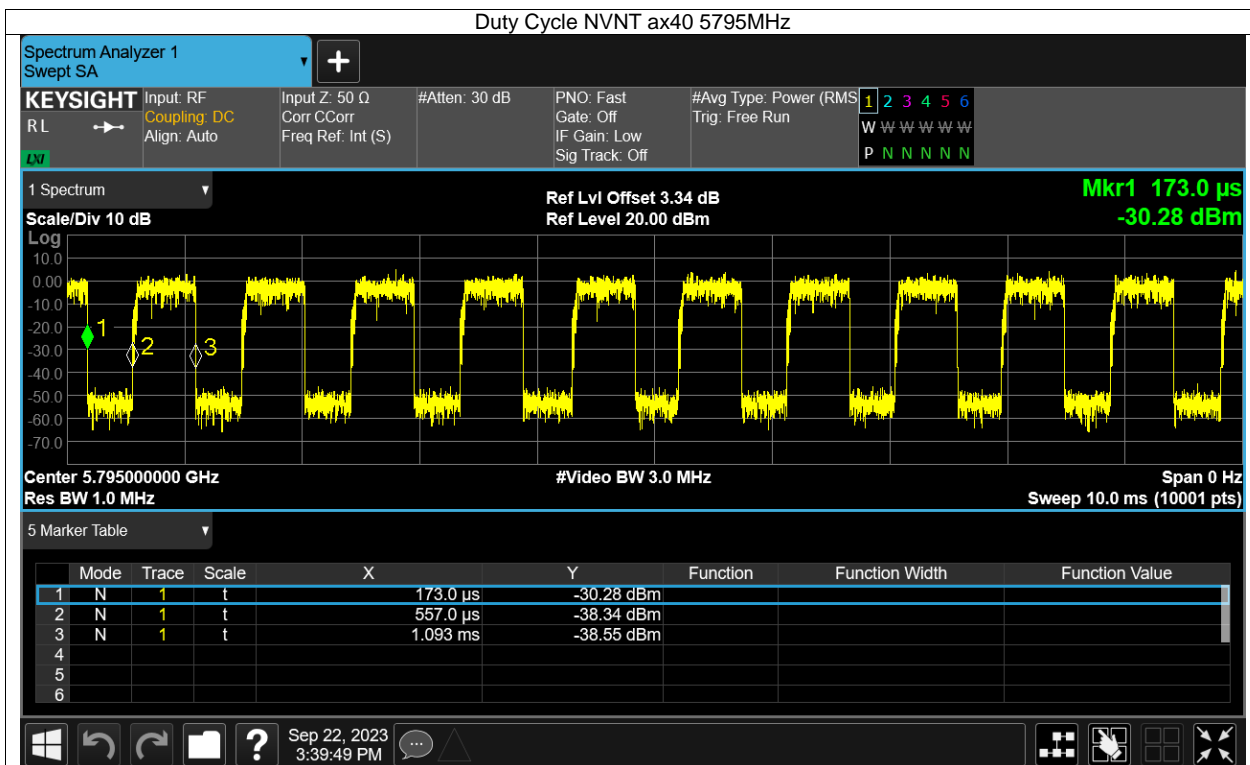 Duty Cycle NVNT ax40 5795MHz
Spectrum Analyzer 1
Swept SA
KEYSIGHT Input: RF Input Z: 50 Ω #Atten: 30 dB PNO: Fast #Avg Type: Power (RMS 1 2 3 4 5 6
R L Coupling: DC Corr CCorr Gate: Off Trig: Free Run W W W W W W
Align: Auto Freq Ref: Int (S) IF Gain: Low P N N N N N
LXI Sig Track: Off
1 Spectrum Ref Lvl Offset 3.34 dB Mkr1 173.0 µs
Scale/Div 10 dB Ref Level 20.00 dBm -30.28 dBm
Log
10.0
0.00
-10.0
-20.0
-30.0
-40.0
-50.0
-60.0
-70.0
1
2
3
Center 5.795000000 GHz #Video BW 3.0 MHz Span 0 Hz
Res BW 1.0 MHz Sweep 10.0 ms (10001 pts)
5 Marker Table
Mode Trace Scale X Y Function Function Width Function Value
1 N 1 t 173.0 µs -30.28 dBm
2 N 1 t 557.0 µs -38.34 dBm
3 N 1 t 1.093 ms -38.55 dBm
4
5
6
? Sep 22, 2023
3:39:49 PM